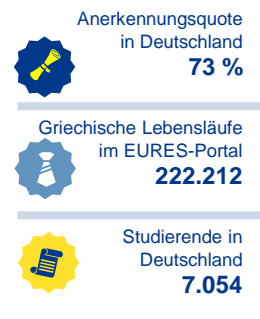 Anerkennungsquote
in Deutschland
73 %
Griechische Lebensläufe
im EURES-Portal
222.212
Studierende in
Deutschland
7.054